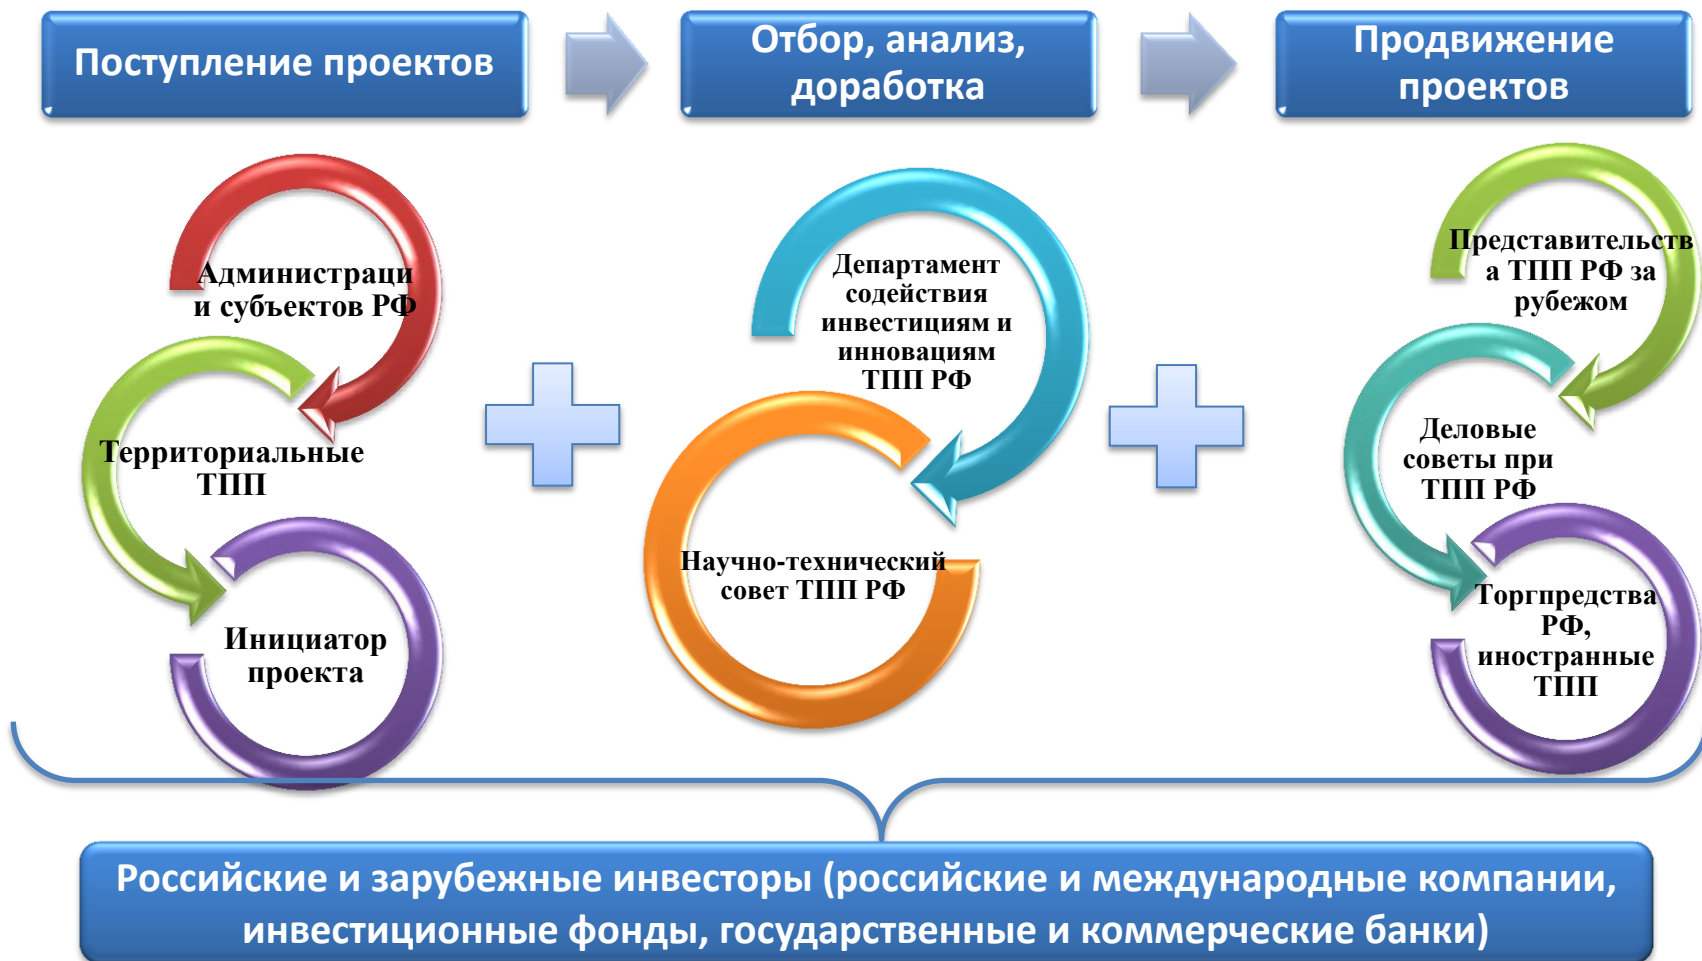 Поступление проектов
Отбор, анализ,
доработка
Продвижение
проектов
Администраци
и субъектов РФ
Территориальные
ТПП
Инициатор
проекта
Департамент
содействия
инвестициям и
инновациям
ТПП РФ
Научно-технический
совет ТПП РФ
Представительств
а ТПП РФ за
рубежом
Деловые
советы при
ТПП РФ
Торгпредства
РФ,
иностранные
ТПП
Российские и зарубежные инвесторы (российские и международные компании,
инвестиционные фонды, государственные и коммерческие банки)